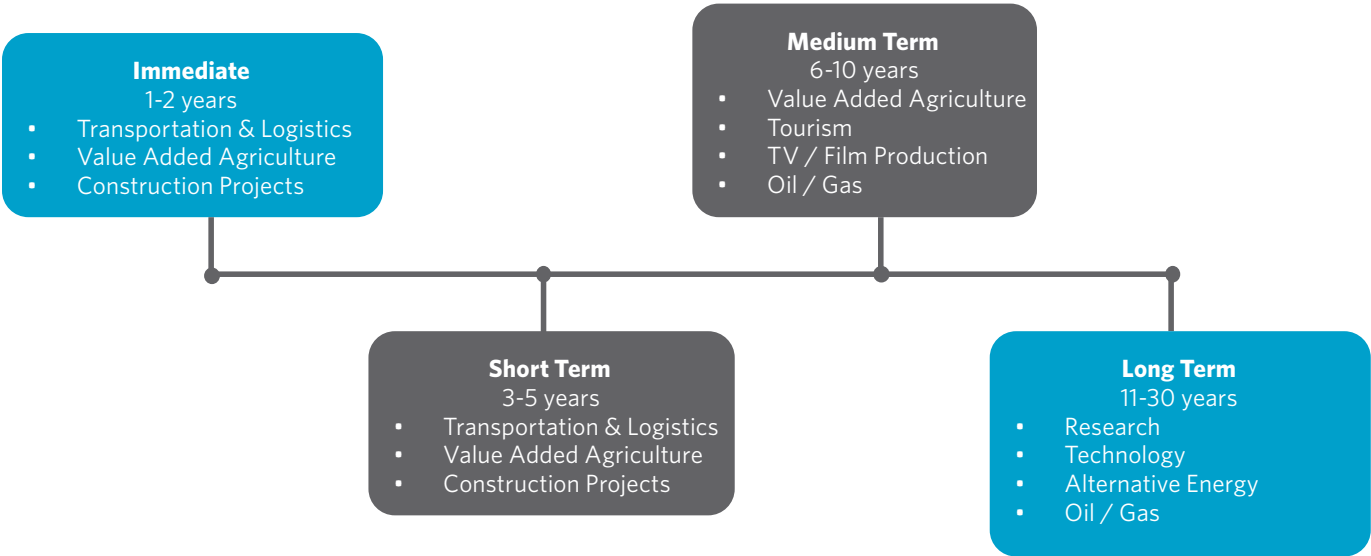 Immediate
1-2 years
▪ Transportation & Logistics
▪ Value Added Agriculture
▪ Construction Projects
Short Term
3-5 years
▪ Transportation & Logistics
▪ Value Added Agriculture
▪ Construction Projects
Medium Term
6-10 years
▪ Value Added Agriculture
▪ Tourism
▪ TV / Film Production
▪ Oil / Gas
Long Term
11-30 years
▪ Research
▪ Technology
▪ Alternative Energy
▪ Oil / Gas